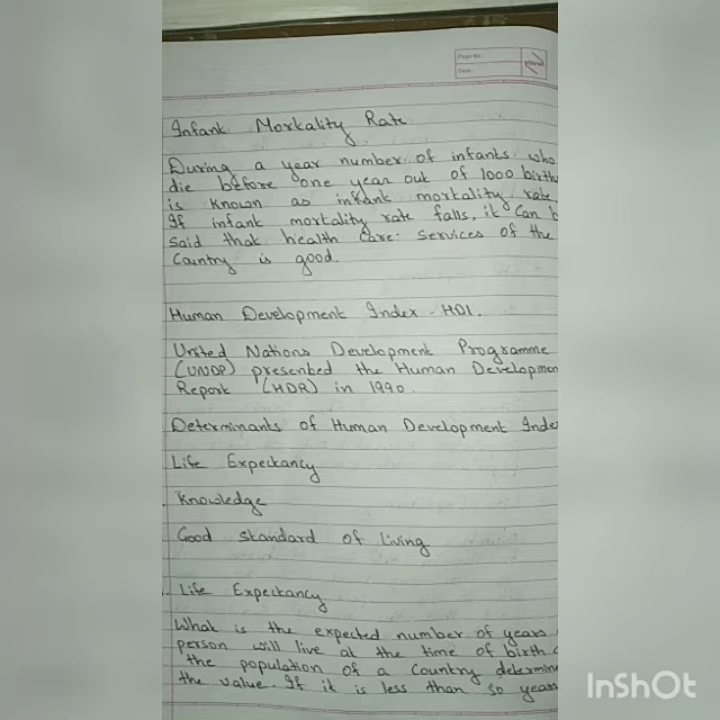 Page No.
Date
Infant Mortality Rate
During a year number of infants who
die before one year out of 1000 birth
is known as infant mortality rate.
If infant mortality rate falls, it can b
said that health care services of the
Country is good.
Human Development Index - HDI.
United Nations Development Programme
(UNDP) presented the Human Developmen
Report (HDR) in 1990.
Determinants of Human Development Inde
Life Expectancy
Knowledge
Good standard of Living
Life Expectancy
What is the expected number of years
person will live at the time of birth o
the population of a Country determin
the value. If it is less than 50 years
InShOt